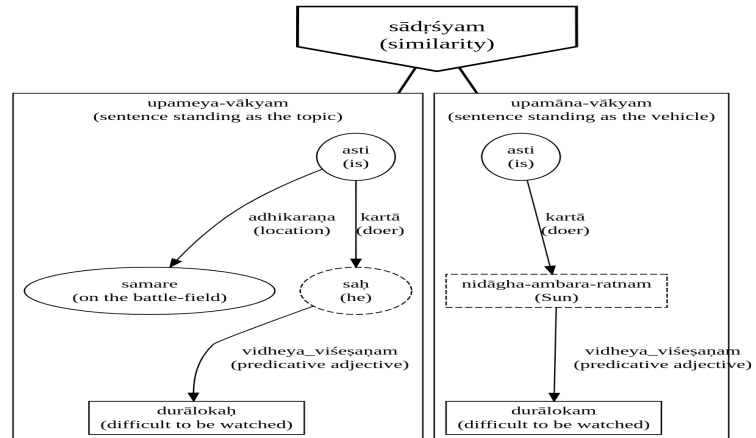 sādṛśyam
(similarity)
upameya-vākyam
(sentence standing as the topic)
asti
(is)
adhikaraṇa
(location)
kartā
(doer)
samare
(on the battle-field)
saḥ
(he)
vidheya_viśeṣaṇam
(predicative adjective)
durālokaḥ
(difficult to be watched)
upamāna-vākyam
(sentence standing as the vehicle)
asti
(is)
kartā
(doer)
nidāgha-ambara-ratnam
(Sun)
vidheya_viśeṣaṇam
(predicative adjective)
durālokam
(difficult to be watched)